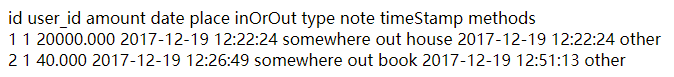 id user_id amount date place inOrOut type note timeStamp methods
1 1 20000.000 2017-12-19 12:22:24 somewhere out house 2017-12-19 12:22:24 other
2 1 40.000 2017-12-19 12:26:49 somewhere out book 2017-12-19 12:51:13 other